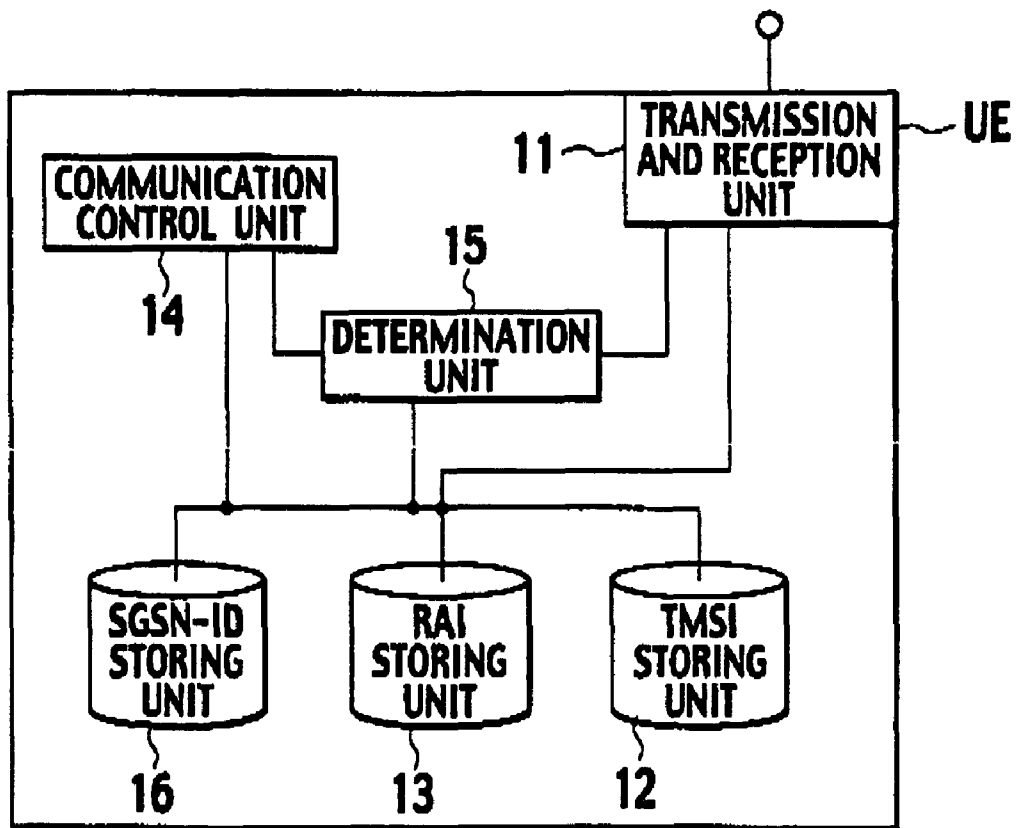 TRANSMISSION
AND RECEPTION
UNIT
UE
11
COMMUNICATION
CONTROL UNIT
14
15
DETERMINATION
UNIT
SGSN-ID
STORING
UNIT
16
RAI
STORING
UNIT
13
TMSI
STORING
UNIT
12